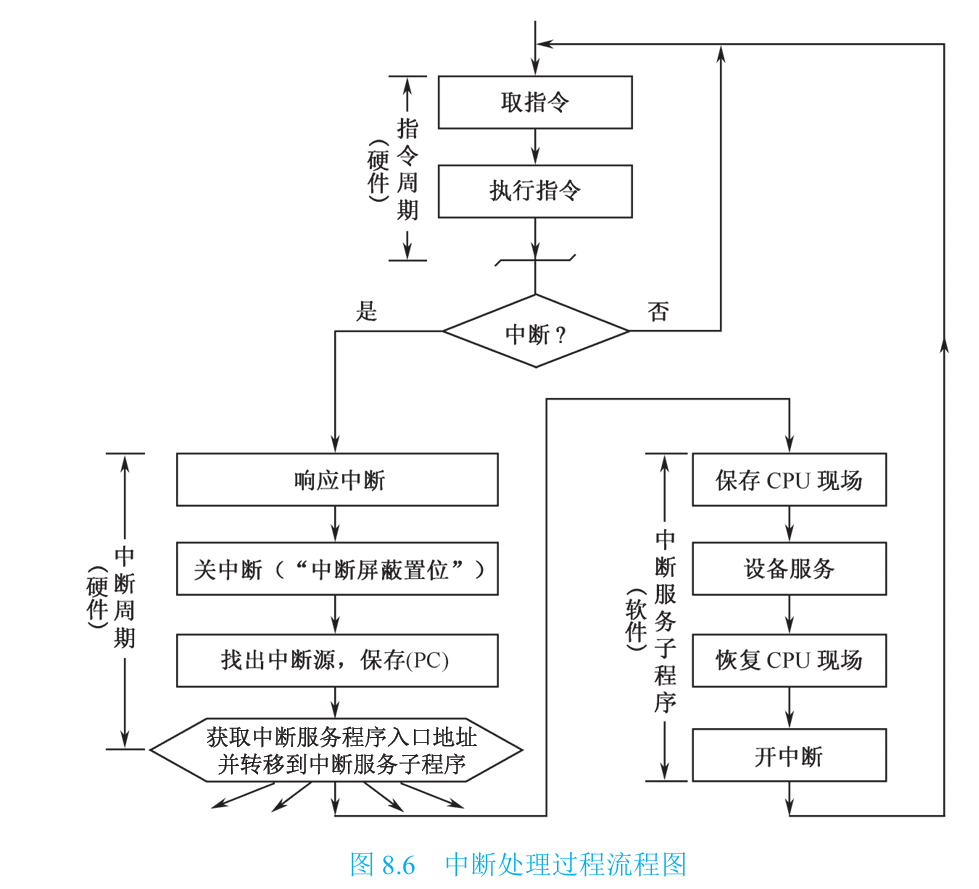 取指令
执行指令
指令周期
（硬件）
中断？
是
否
响应中断
关中断（“中断屏蔽置位”）
找出中断源，保存(PC)
获取中断服务程序入口地址
并转移到中断服务子程序
中断周期
（硬件）
保存 CPU 现场
设备服务
恢复 CPU 现场
开中断
中断服务子程序
（软件）
图 8.6 中断处理过程流程图